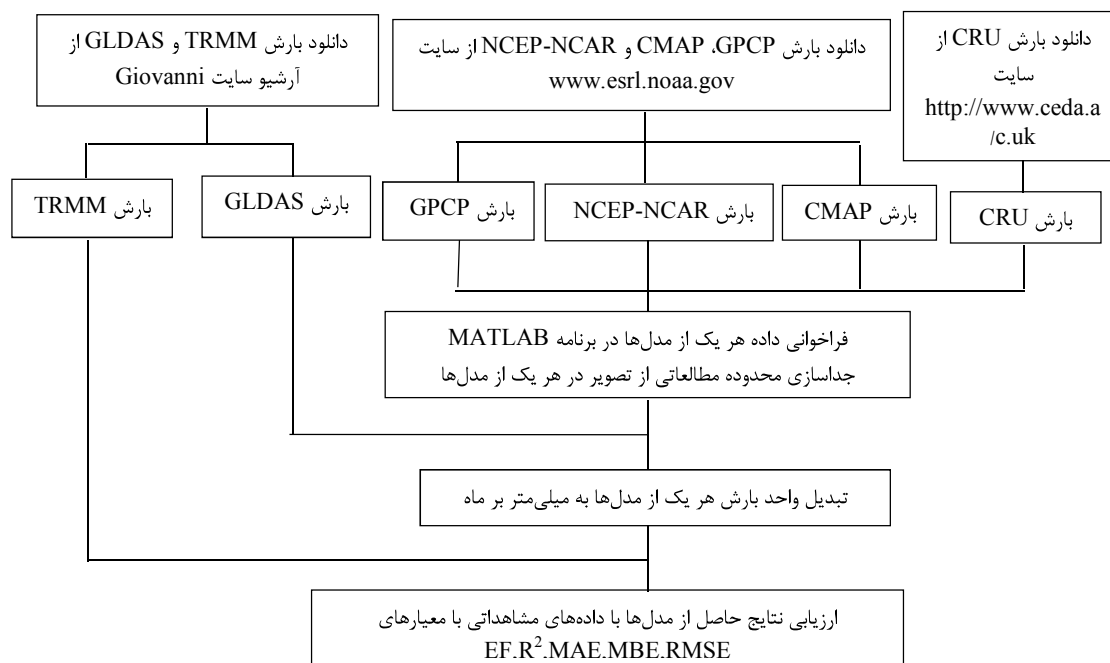 دانلود بارش TRMM و GLDAS از
آرشیو سایت Giovanni
دانلود بارش CMAP ،GPCP و NCEP-NCAR از سایت
www.esrl.noaa.gov
دانلود بارش CRU از
سایت
http://www.ceda.a
/c.uk
بارش TRMM
بارش GLDAS
بارش GPCP
بارش NCEP-NCAR
بارش CMAP
بارش CRU
فراخوانی داده هر یک از مدل‌ها در برنامه MATLAB
جداسازی محدوده مطالعاتی از تصویر در هر یک از مدل‌ها
تبدیل واحد بارش هر یک از مدل‌ها به میلی‌متر بر ماه
ارزیابی نتایج حاصل از مدل‌ها با داده‌های مشاهداتی با معیارهای
EF,R²,MAE,MBE,RMSE